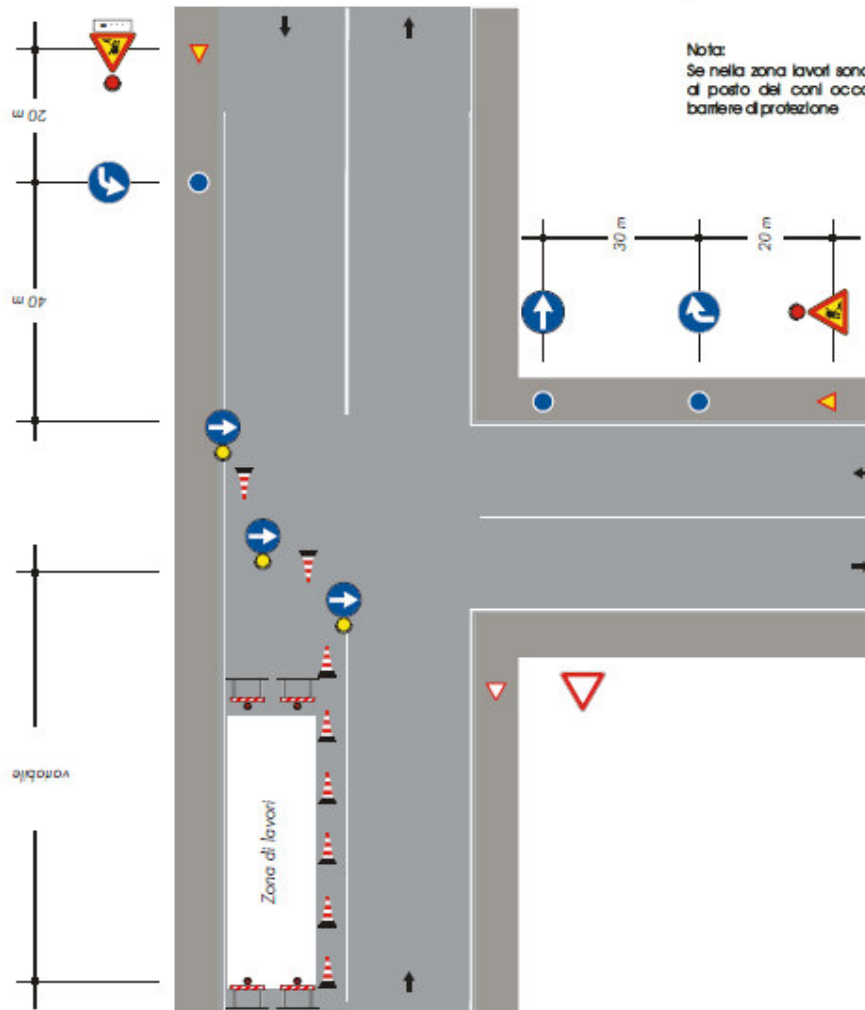 Nota:
Se nella zona lavori sono
al posto dei coni occo
barriere di protezione
20 m
40 m
30 m
20 m
variabile
Zona di lavori